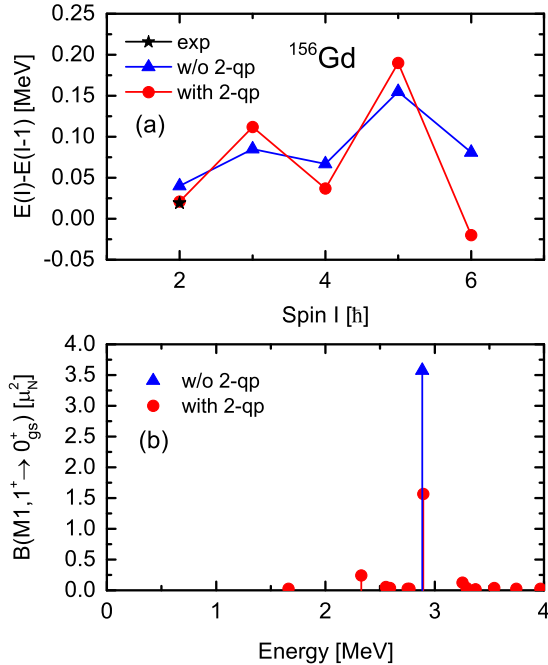 0.25
0.20
0.15
0.10
0.05
0.00
-0.05
E(I)-E(I-1) [MeV]
exp
w/o 2-qp
with 2-qp
¹⁵⁶Gd
(a)
2 4 6
Spin I [ħ]
4.0
3.5
3.0
2.5
2.0
1.5
1.0
0.5
0.0
B(M1,1⁺→ 0⁺gs) [μ²N]
w/o 2-qp
with 2-qp
(b)
0 1 2 3 4
Energy [MeV]